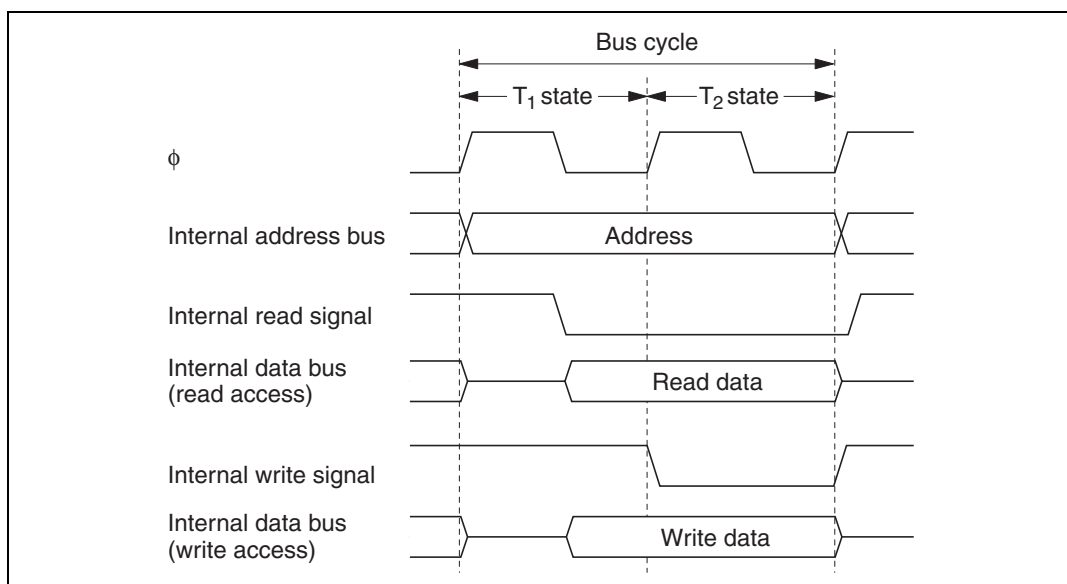 Bus cycle
T1 state
T2 state
ϕ
Internal address bus
Address
Internal read signal
Internal data bus
(read access)
Read data
Internal write signal
Internal data bus
(write access)
Write data